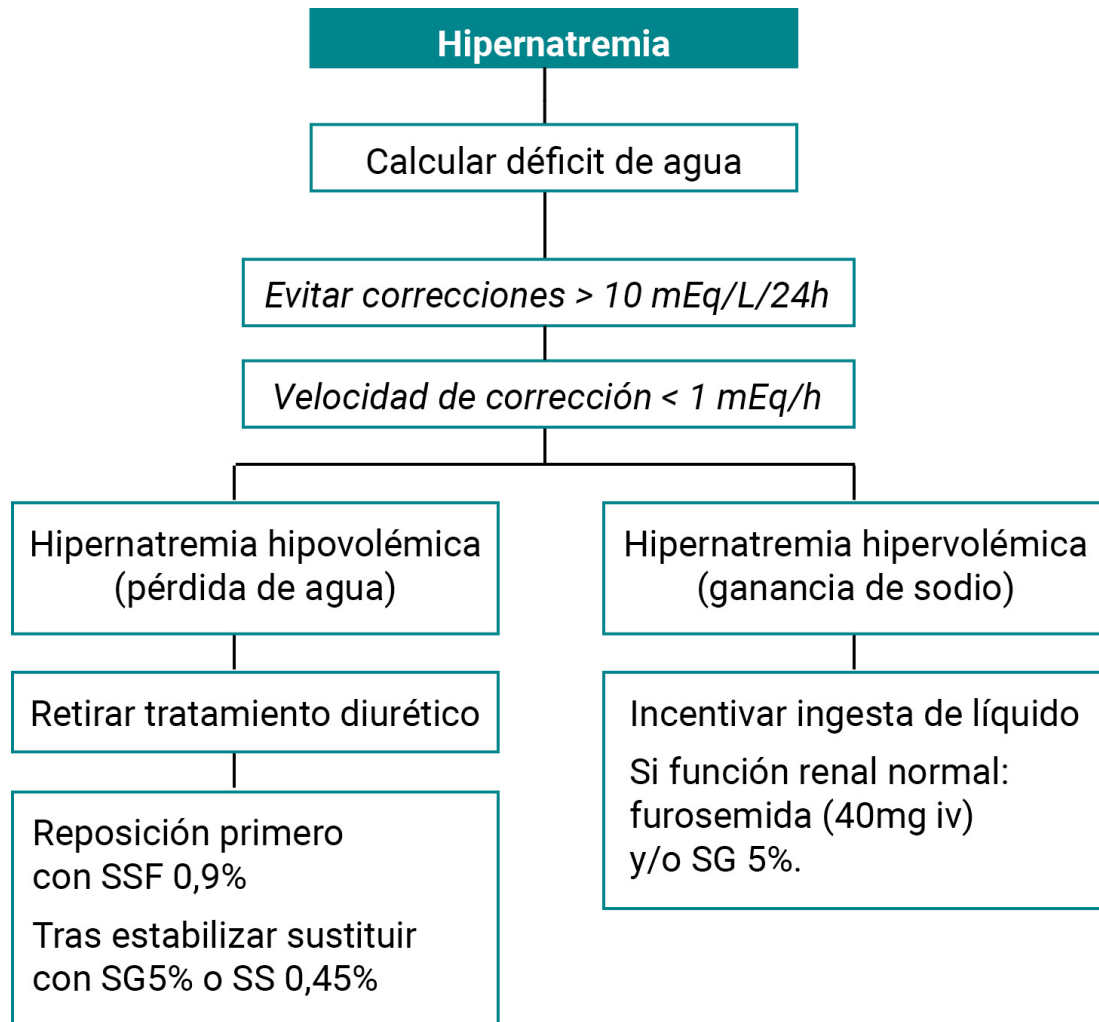 Hipernatremia
Calcular déficit de agua
Evitar correcciones > 10 mEq/L/24h
Velocidad de corrección < 1 mEq/h
Hipernatremia hipovolémica
(pérdida de agua)
Retirar tratamiento diurético
Reposición primero
con SSF 0,9%
Tras estabilizar sustituir
con SG5% o SS 0,45%
Hipernatremia hipervolémica
(ganancia de sodio)
Incentivar ingesta de líquido
Si función renal normal:
furosemida (40mg iv)
y/o SG 5%.